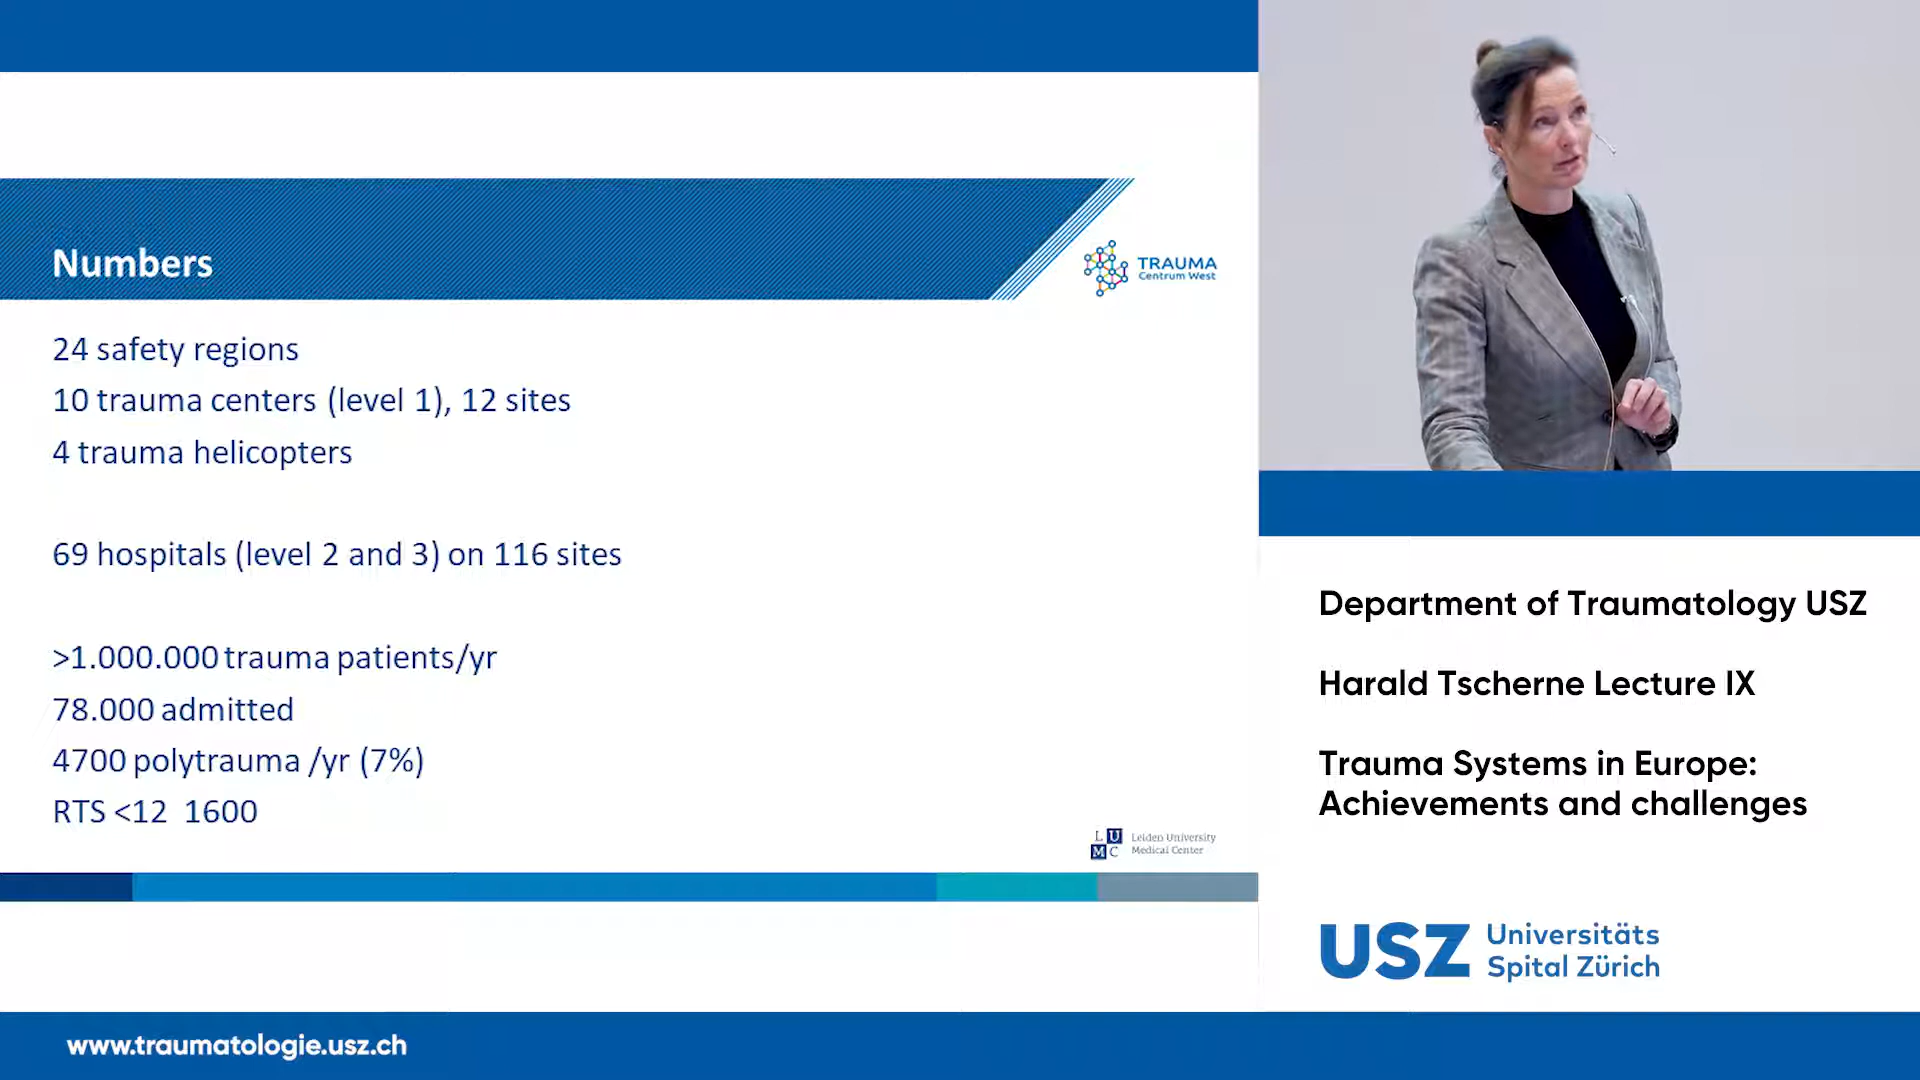 Numbers
TRAUMA
Centrum West
24 safety regions
10 trauma centers (level 1), 12 sites
4 trauma helicopters
69 hospitals (level 2 and 3) on 116 sites
>1.000.000 trauma patients/yr
78.000 admitted
4700 polytrauma /yr (7%)
RTS <12 1600
L U
M C
Leiden University
Medical Center
Department of Traumatology USZ
Harald Tscherne Lecture IX
Trauma Systems in Europe:
Achievements and challenges
USZ Universitäts
Spital Zürich
www.traumatologie.usz.ch